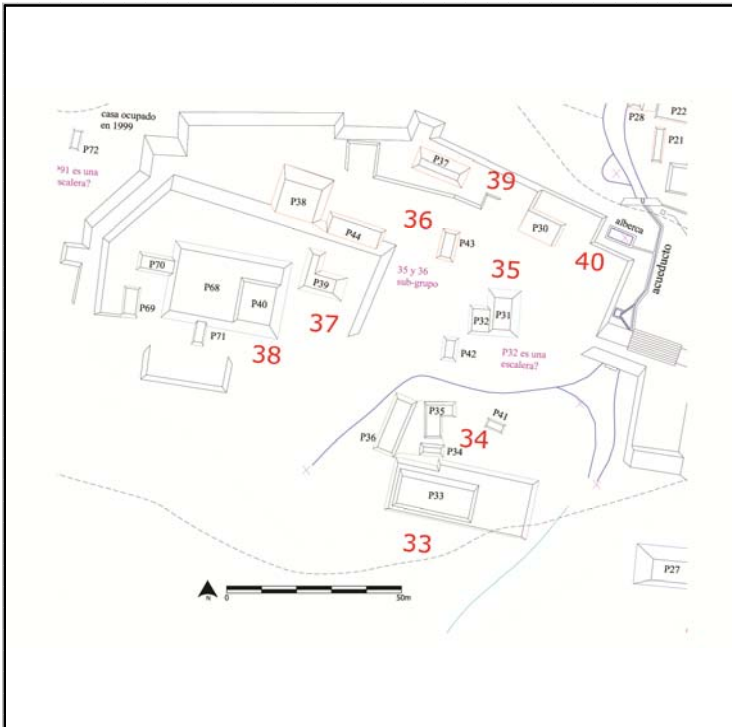 casa ocupado
en 1999
P28
P22
P21
P72
P91 es una
scalera?
P37
39
P38
36
P30
alberca
P44
P43
40
acueducto
35
35 y 36
sub-grupo
P70
P39
P68
P40
P69
37
P32
P31
P71
38
P42
P32 es una
escalera?
P35
P41
34
P36
P34
P33
33
P27
N
0
50m